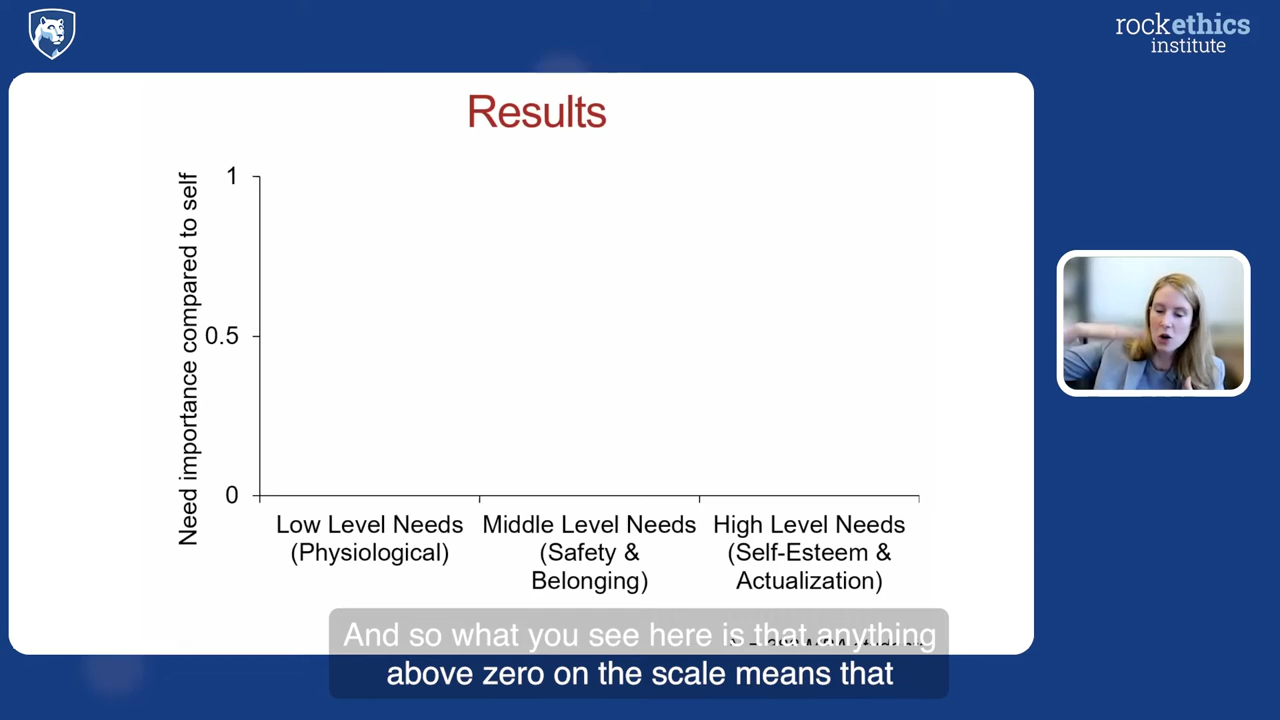 rockethics
institute
Results
Need importance compared to self
1
0.5
0
Low Level Needs
(Physiological)
Middle Level Needs
(Safety &
Belonging)
High Level Needs
(Self-Esteem &
Actualization)
And so what you see here is that anything
above zero on the scale means that